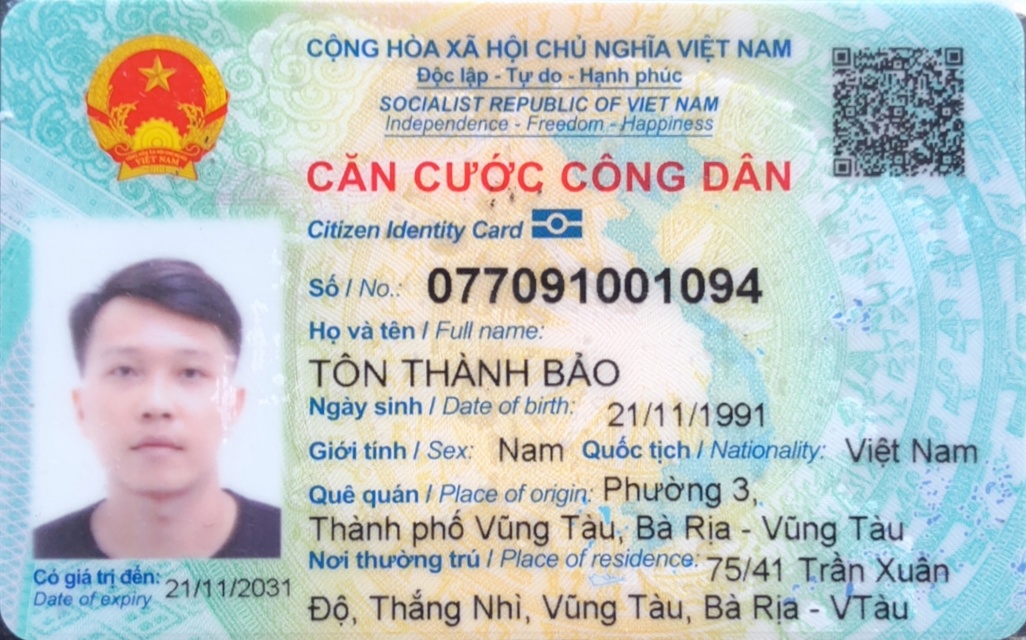 CỘNG HÒA XÃ HỘI CHỦ NGHĨA VIỆT NAM
Độc lập - Tự do - Hạnh phúc
SOCIALIST REPUBLIC OF VIET NAM
Independence - Freedom - Happiness
CĂN CƯỚC CÔNG DÂN
Citizen Identity Card
Số / No.: 077091001094
Họ và tên / Full name:
TÔN THÀNH BẢO
Ngày sinh / Date of birth: 21/11/1991
Giới tính / Sex: Nam Quốc tịch / Nationality: Việt Nam
Quê quán / Place of origin: Phường 3,
Thành phố Vũng Tàu, Bà Rịa - Vũng Tàu
Nơi thường trú / Place of residence: 75/41 Trần Xuân
Độ, Thắng Nhì, Vũng Tàu, Bà Rịa - VTàu
Có giá trị đến: 21/11/2031
Date of expiry
VIỆT NAM